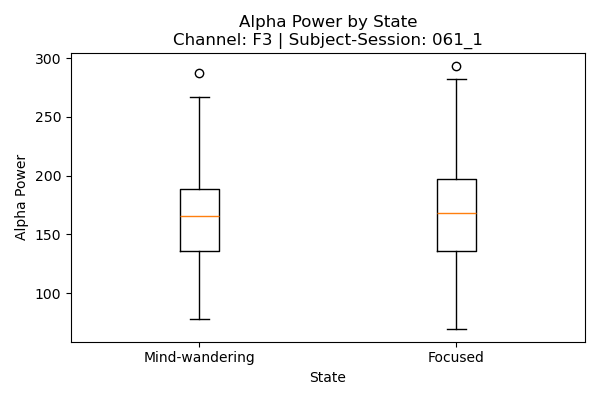 Alpha Power by State
Channel: F3 | Subject-Session: 061_1
300
250
200
150
100
Alpha Power
Mind-wandering
Focused
State